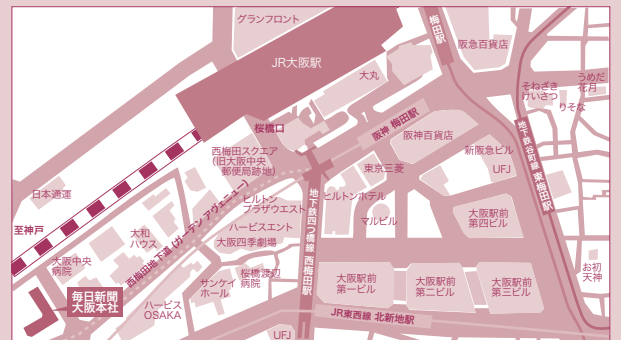 グランフロント
梅田駅
阪急百貨店
JR大阪駅
大丸
うめだ
花月
そねざき
けいさつ
りそな
桜橋口
阪神 梅田駅
阪神百貨店
西梅田スクエア
(旧大阪中央
郵便局跡地)
新阪急ビル
UFJ
東京三菱
地下鉄谷町線 東梅田駅
日本通運
ヒルトン
プラザウエスト
ヒルトンホテル
マルビル
大阪駅前
第四ビル
至神戸
大和
ハウス
西梅田地下道(ガーデン アヴェニュー)
ハービスエント
大阪四季劇場
地下鉄四つ橋線 西梅田駅
大阪中央
病院
サンケイ
ホール
桜橋渡辺
病院
大阪駅前
第一ビル
大阪駅前
第二ビル
大阪駅前
第三ビル
お初
天神
毎日新聞
大阪本社
ハービス
OSAKA
JR東西線 北新地駅
UFJ